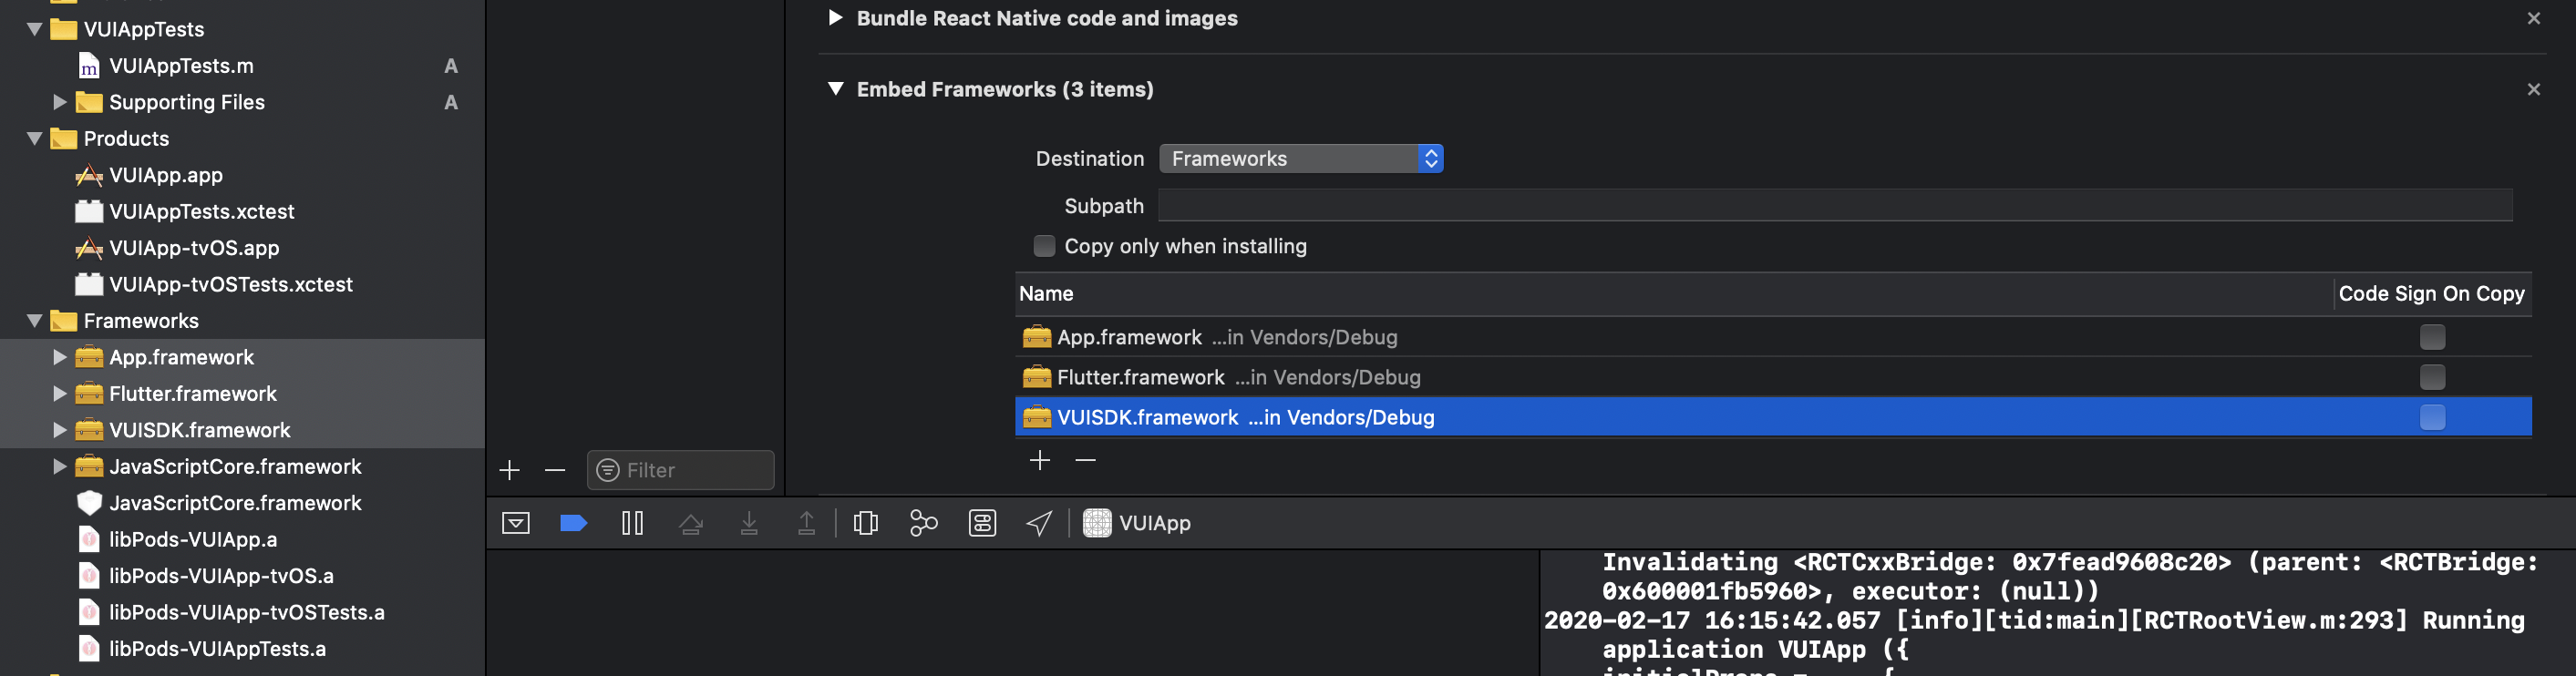 VUIAppTests
VUIAppTests.m A
Supporting Files A
Products
VUIApp.app
VUIAppTests.xctest
VUIApp-tvOS.app
VUIApp-tvOSTests.xctest
Frameworks
App.framework
Flutter.framework
VUISDK.framework
JavaScriptCore.framework
JavaScriptCore.framework
libPods-VUIApp.a
libPods-VUIApp-tvOS.a
libPods-VUIApp-tvOSTests.a
libPods-VUIAppTests.a
Filter
Bundle React Native code and images
Embed Frameworks (3 items)
Destination Frameworks
Subpath
Copy only when installing
Name Code Sign On Copy
App.framework ...in Vendors/Debug
Flutter.framework ...in Vendors/Debug
VUISDK.framework ...in Vendors/Debug
VUIApp
Invalidating <RCTCxxBridge: 0x7fead9608c20> (parent: <RCTBridge:
0x600001fb5960>, executor: (null))
2020-02-17 16:15:42.057 [info][tid:main][RCTRootView.m:293] Running
application VUIApp ({
initialProps = {